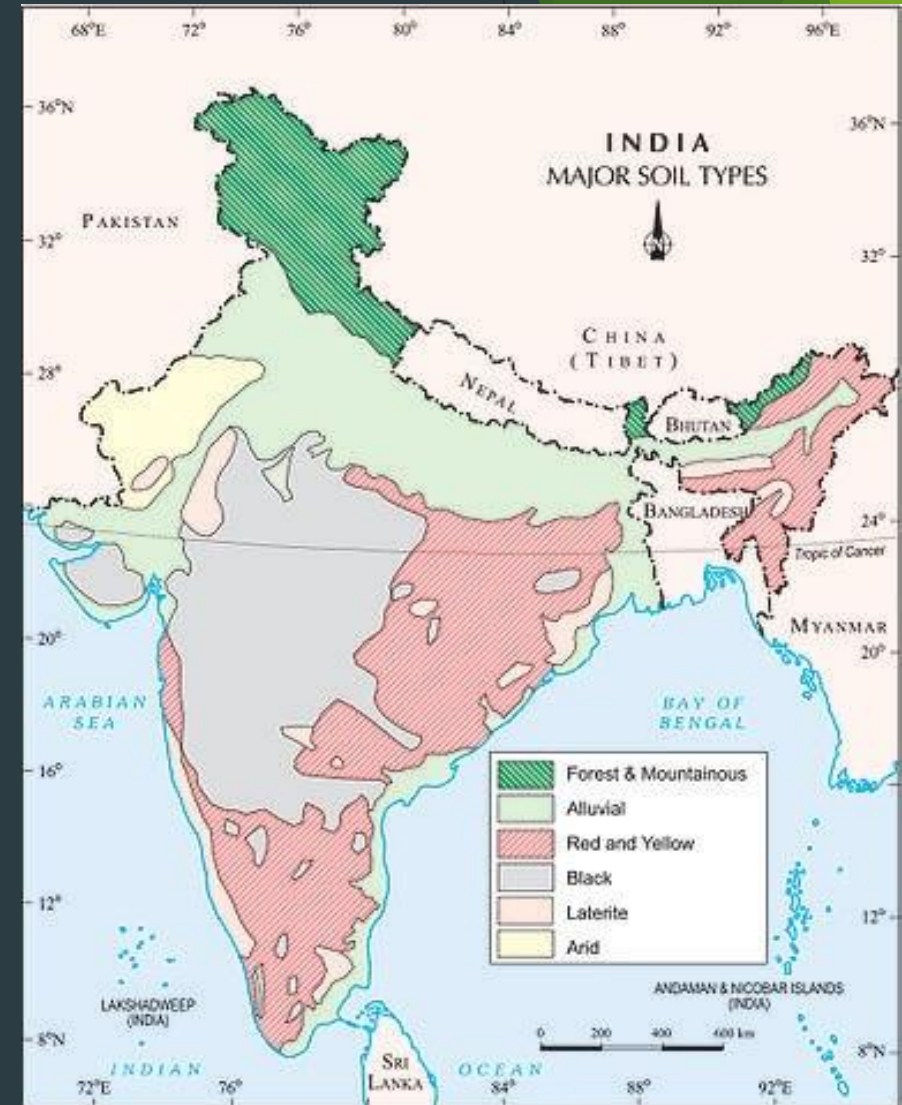 68°E 72° 76° 80° 84° 88° 92° 96°E
36°N
36°N
INDIA
MAJOR SOIL TYPES
N
PAKISTAN
32°
32°
CHINA
(TIBET)
28°
NEPAL
BHUTAN
BANGLADESH
24°
24°
Tropic of Cancer
MYANMAR
20°
20°
ARABIAN
SEA
BAY OF
BENGAL
16°
Forest & Mountainous
Alluvial
Red and Yellow
Black
Laterite
Arid
12°
12°
LAKSHADWEEP
(INDIA)
ANDAMAN & NICOBAR ISLANDS
(INDIA)
0 200 400 600 km
8°N
8°N
INDIAN OCEAN
SRI
LANKA
72°E 76° 84° 88° 92°E